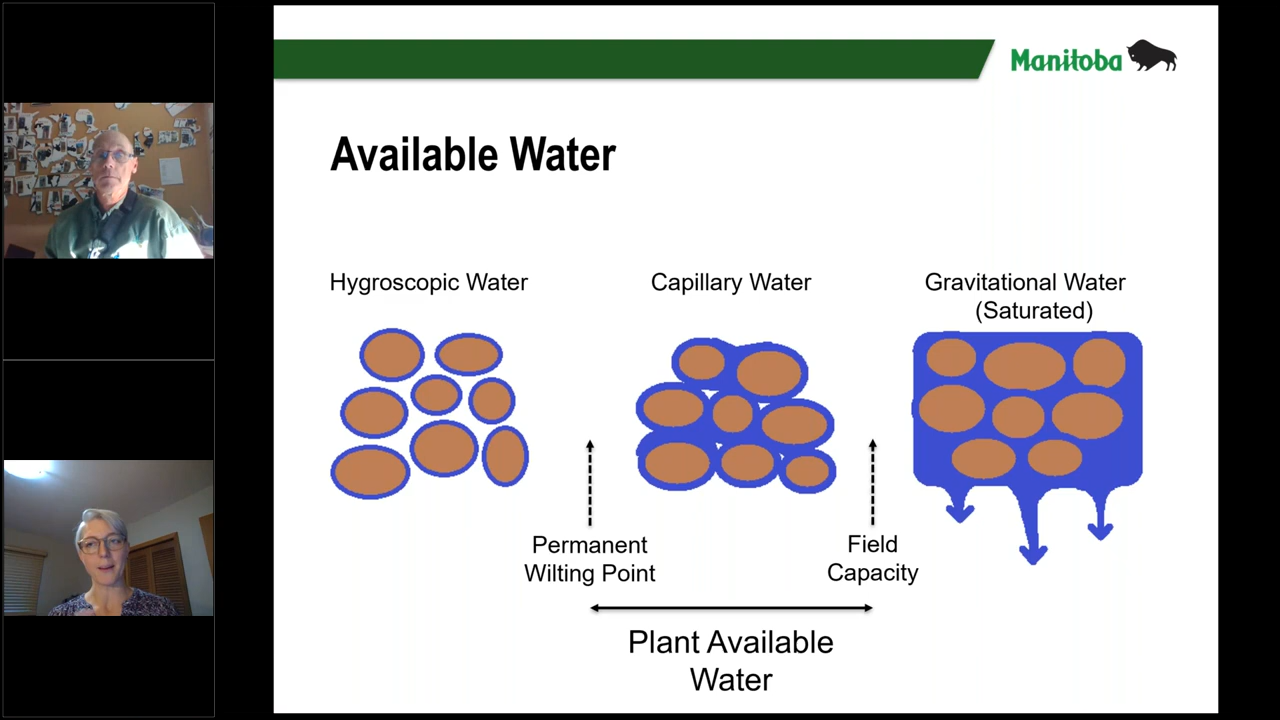 Manitoba
Available Water
Hygroscopic Water
Capillary Water
Gravitational Water
(Saturated)
Permanent
Wilting Point
Field
Capacity
Plant Available
Water